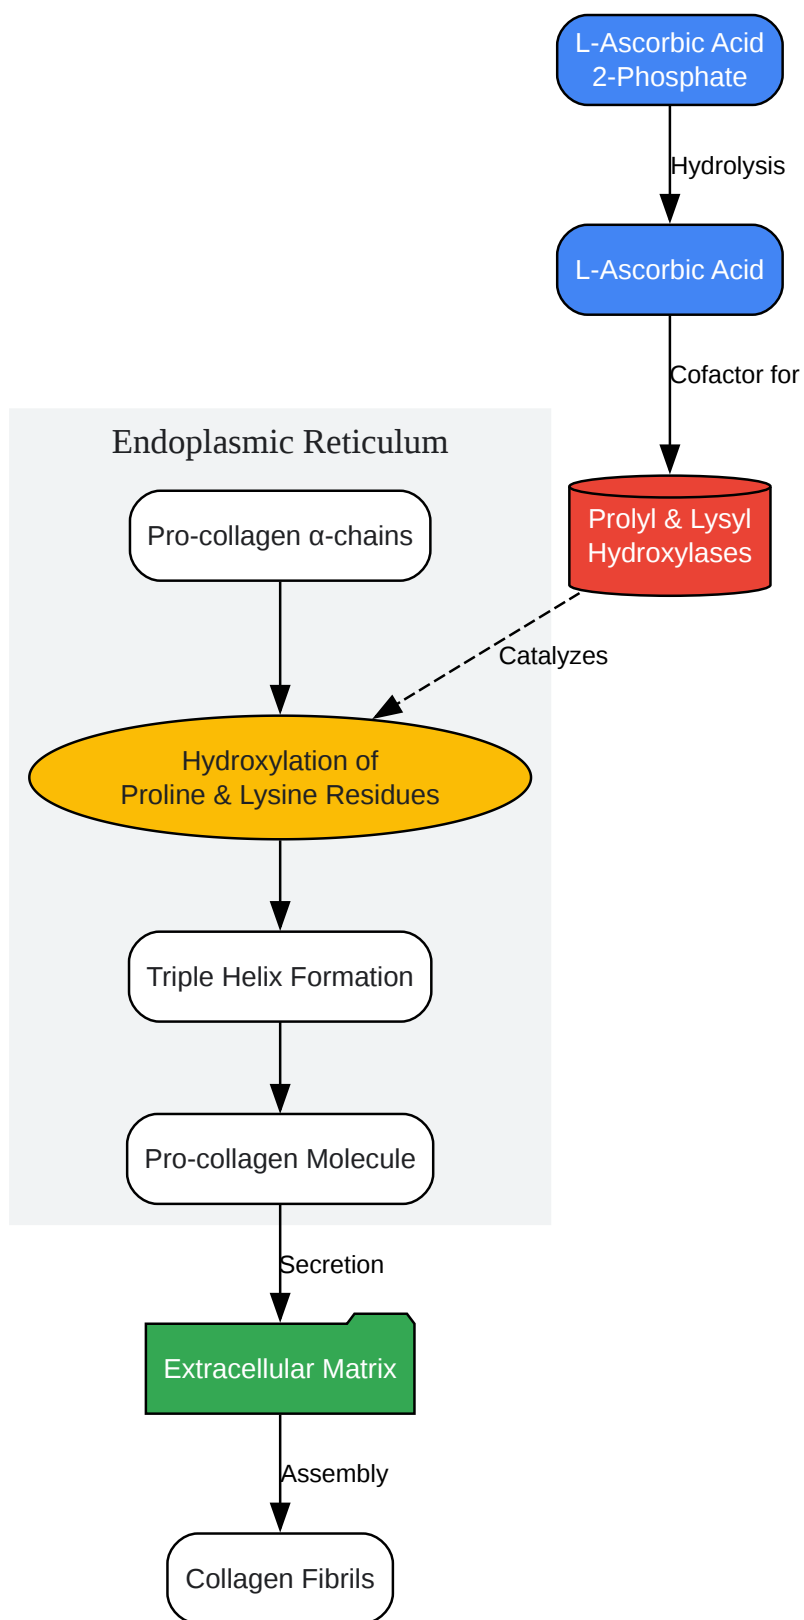 L-Ascorbic Acid
2-Phosphate
Hydrolysis
L-Ascorbic Acid
Cofactor for
Endoplasmic Reticulum
Prolyl & Lysyl
Hydroxylases
Pro-collagen α-chains
Catalyzes
Hydroxylation of
Proline & Lysine Residues
Triple Helix Formation
Pro-collagen Molecule
Secretion
Extracellular Matrix
Assembly
Collagen Fibrils